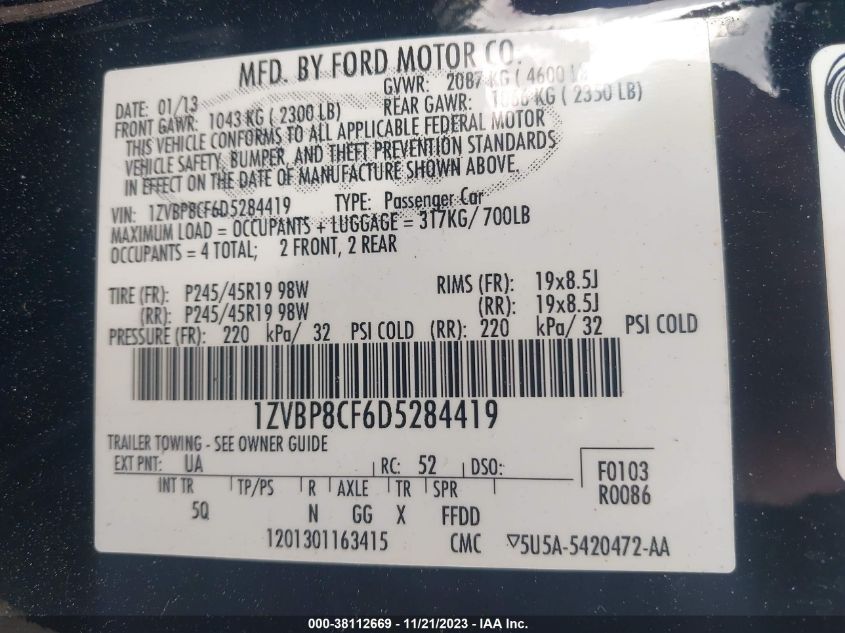 MFD. BY FORD MOTOR CO.
DATE: 01/13 GVWR: 2087 KG ( 4600 LB
FRONT GAWR: 1043 KG ( 2300 LB) REAR GAWR: 1066 KG ( 2350 LB)
THIS VEHICLE CONFORMS TO ALL APPLICABLE FEDERAL MOTOR
VEHICLE SAFETY, BUMPER, AND THEFT PREVENTION STANDARDS
IN EFFECT ON THE DATE OF MANUFACTURE SHOWN ABOVE.
VIN: 1ZVBP8CF6D5284419 TYPE: Passenger Car
MAXIMUM LOAD = OCCUPANTS + LUGGAGE = 317KG/ 700LB
OCCUPANTS = 4 TOTAL; 2 FRONT, 2 REAR
TIRE (FR): P245/45R19 98W RIMS (FR): 19x8.5J
(RR): P245/45R19 98W (RR): 19x8.5J
PRESSURE (FR): 220 kPa/ 32 PSI COLD (RR): 220 kPa/ 32 PSI COLD
1ZVBP8CF6D5284419
TRAILER TOWING - SEE OWNER GUIDE
EXT PNT: UA RC: 52 DSO: F0103
INT TR TP/PS R AXLE TR SPR R0086
5Q N GG X FFDD
1201301163415 CMC ▽5U5A-5420472-AA
000-38112669 - 11/21/2023 - IAA Inc.